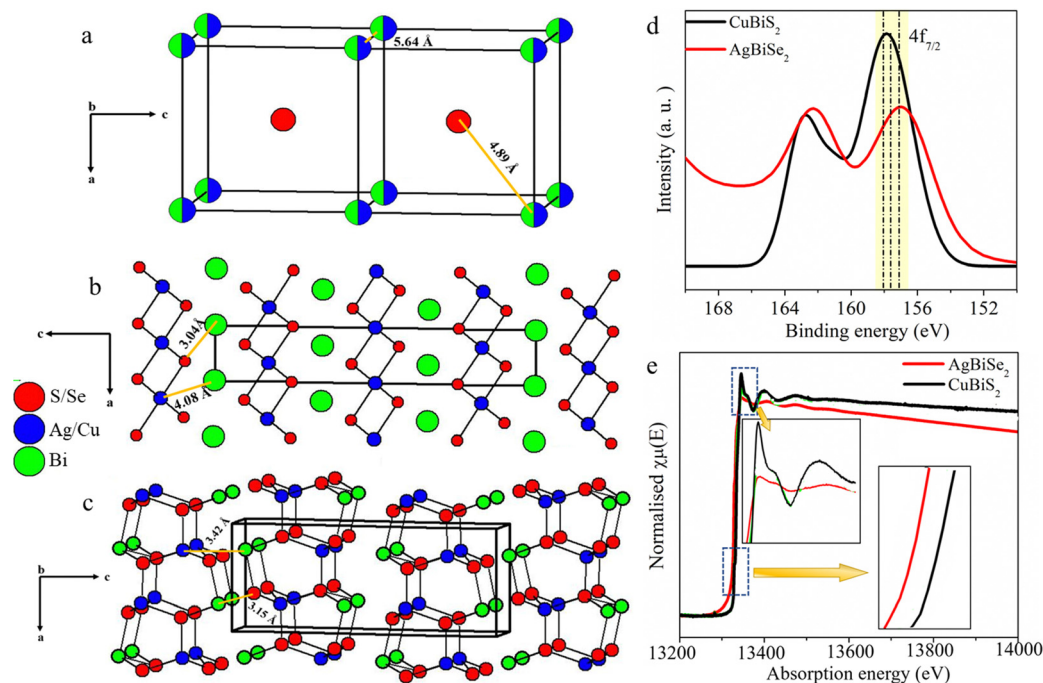 a
5.64 Å
4.89 Å
b
c
a
b
3.04Å
4.08 Å
c
a
S/Se
Ag/Cu
Bi
c
3.42 Å
3.15 Å
b
c
a
d
CuBiS2
AgBiSe2
4f7/2
Intensity (a. u.)
168
164
160
156
152
Binding energy (eV)
e
AgBiSe2
CuBiS2
Normalised χμ(E)
13200
13400
13600
13800
14000
Absorption energy (eV)